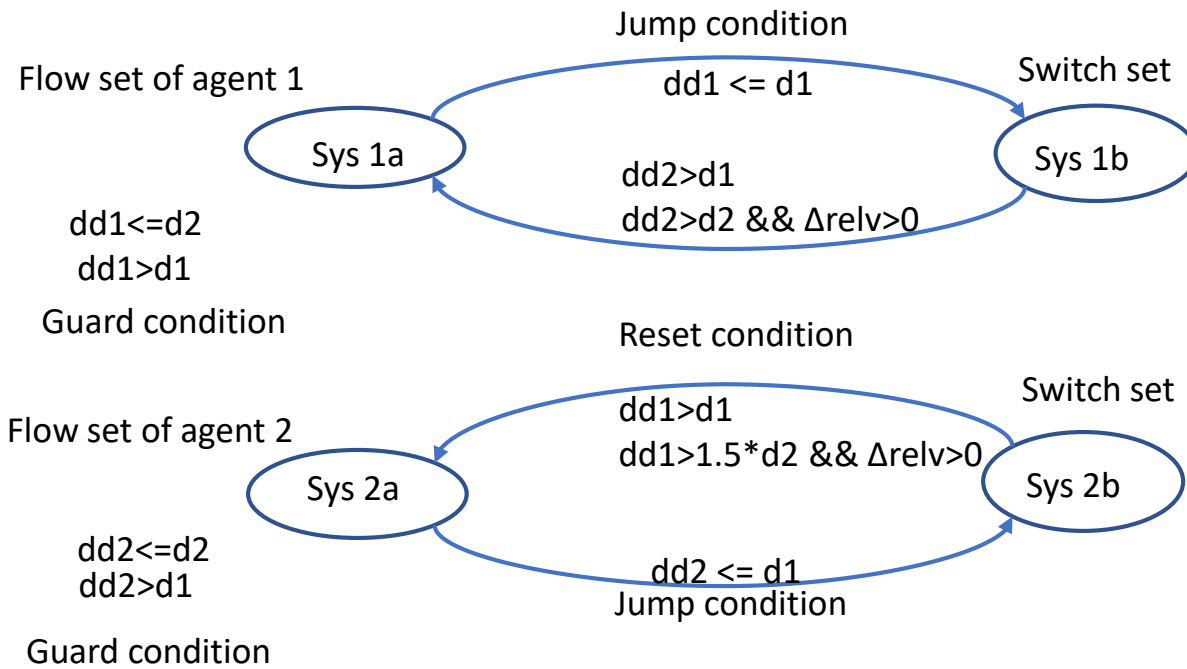 Jump condition
Flow set of agent 1
dd1 <= d1
Switch set
Sys 1a
Sys 1b
dd2>d1
dd2>d2 && Δrelv>0
dd1<=d2
dd1>d1
Guard condition
Reset condition
Switch set
Flow set of agent 2
dd1>d1
dd1>1.5*d2 && Δrelv>0
Sys 2a
Sys 2b
dd2<=d2
dd2>d1
dd2 <= d1
Jump condition
Guard condition